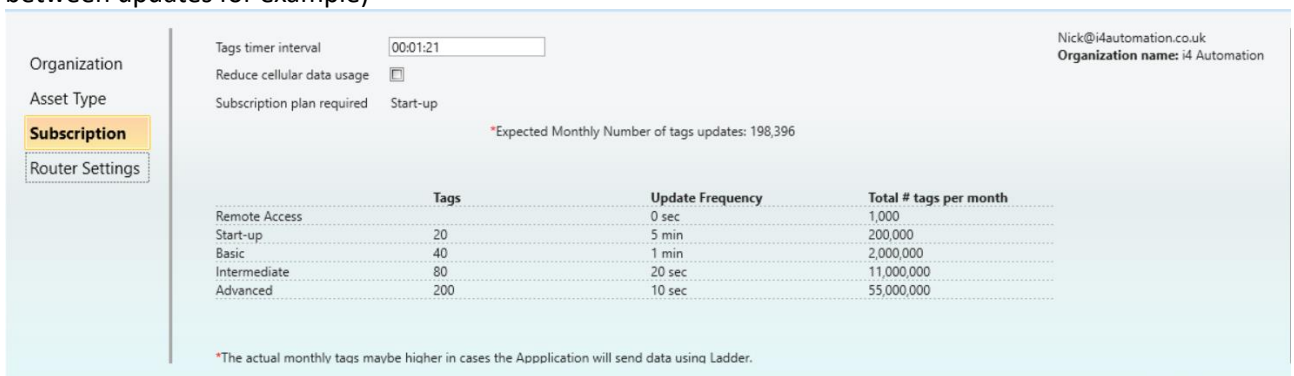 between updates for example)
Organization
Asset Type
Subscription
Router Settings
Tags timer interval 00:01:21
Reduce cellular data usage
Subscription plan required Start-up
*Expected Monthly Number of tags updates: 198,396
Nick@i4automation.co.uk
Organization name: i4 Automation
Tags Update Frequency Total # tags per month
Remote Access 0 sec 1,000
Start-up 20 5 min 200,000
Basic 40 1 min 2,000,000
Intermediate 80 20 sec 11,000,000
Advanced 200 10 sec 55,000,000
*The actual monthly tags maybe higher in cases the Appplication will send data using Ladder.